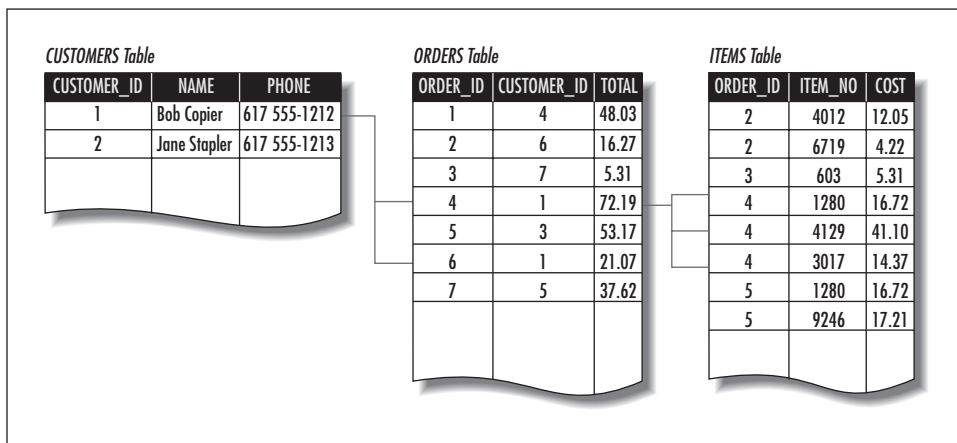 CUSTOMERS Table
CUSTOMER_ID NAME PHONE
1 Bob Copier 617 555-1212
2 Jane Stapler 617 555-1213
ORDERS Table
ORDER_ID CUSTOMER_ID TOTAL
1 4 48.03
2 6 16.27
3 7 5.31
4 1 72.19
5 3 53.17
6 1 21.07
7 5 37.62
ITEMS Table
ORDER_ID ITEM_NO COST
2 4012 12.05
2 6719 4.22
3 603 5.31
4 1280 16.72
4 4129 41.10
4 3017 14.37
5 1280 16.72
5 9246 17.21